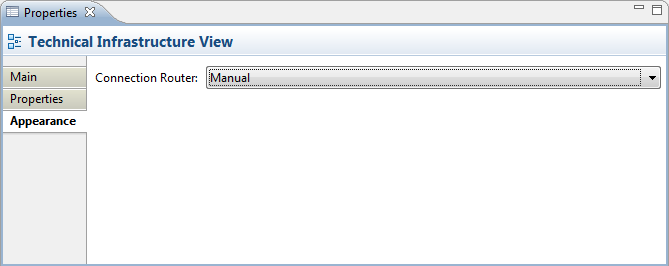 Properties
Technical Infrastructure View
Main
Connection Router: Manual
Properties
Appearance